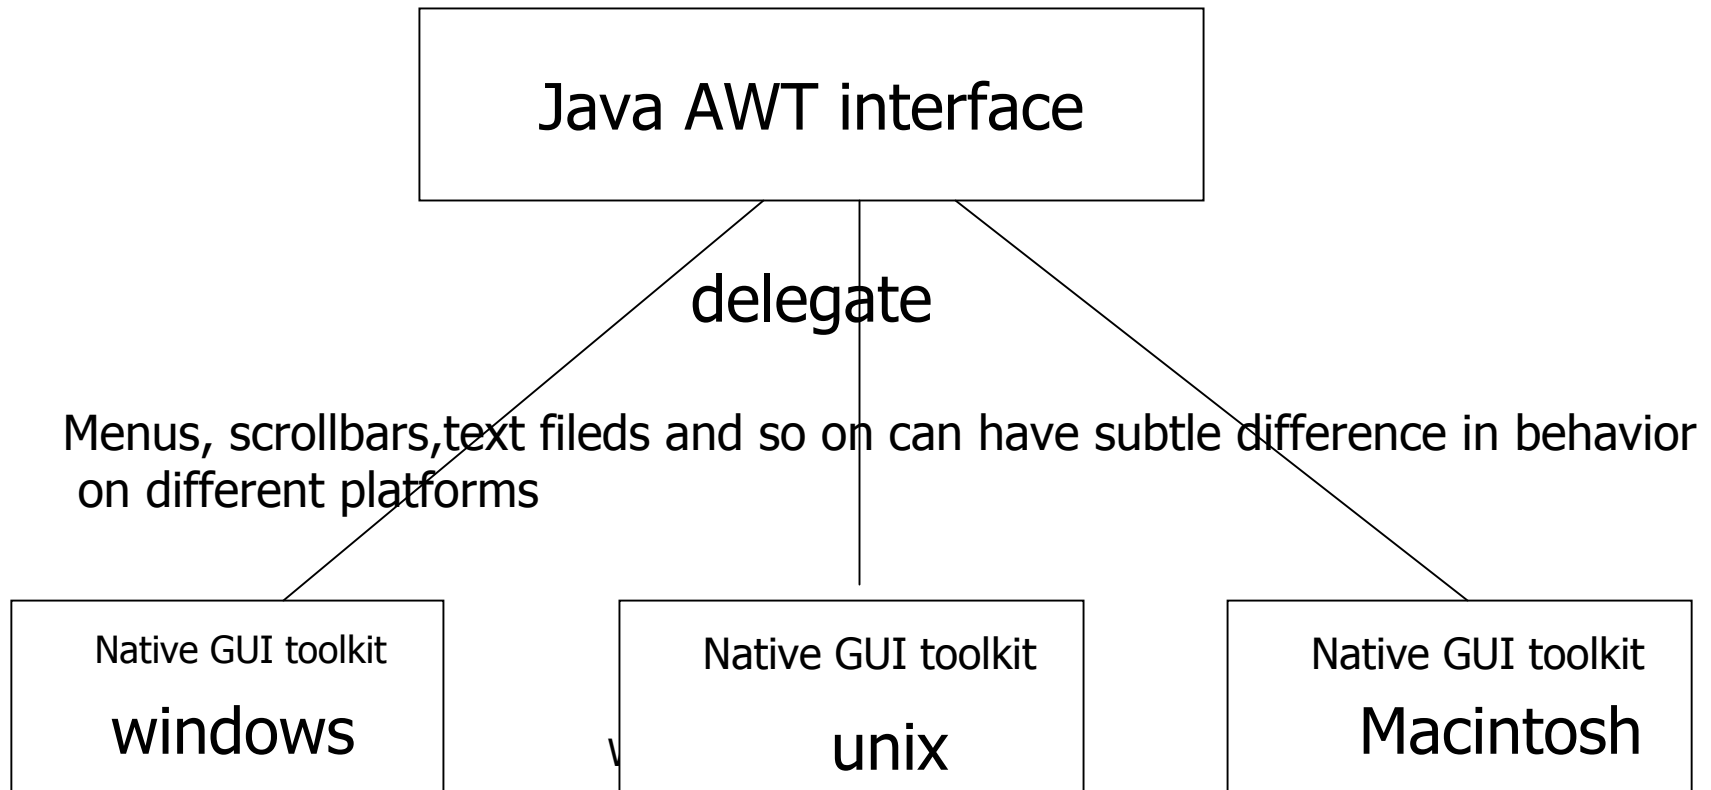 Java AWT interface
delegate
Menus, scrollbars,text fileds and so on can have subtle difference in behavior
on different platforms
Native GUI toolkit
windows
Native GUI toolkit
unix
Native GUI toolkit
Macintosh